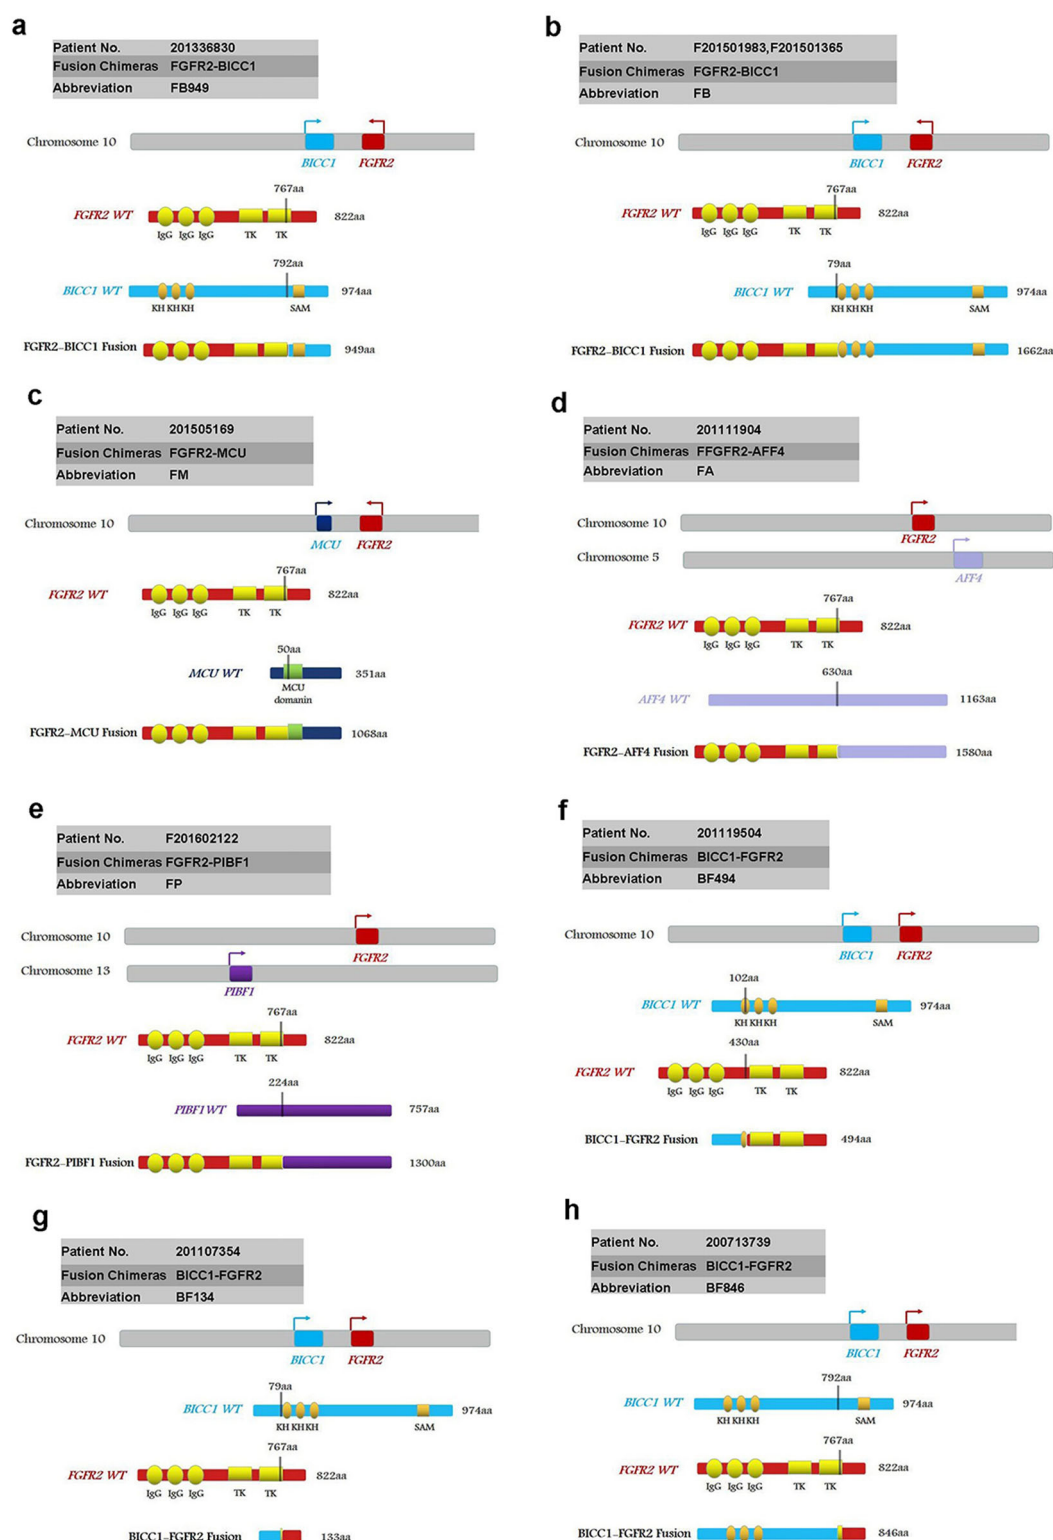 a
Patient No. 201336830
Fusion Chimeras FGFR2-BICC1
Abbreviation FB949
Chromosome 10
BICC1 FGFR2
767aa
FGFR2 WT 822aa
IgG IgG IgG TK TK
792aa
BICC1 WT 974aa
KH KH KH SAM
FGFR2-BICC1 Fusion 949aa
b
Patient No. F201501983,F201501365
Fusion Chimeras FGFR2-BICC1
Abbreviation FB
Chromosome 10
BICC1 FGFR2
767aa
FGFR2 WT 822aa
IgG IgG IgG TK TK
79aa
BICC1 WT 974aa
KH KH KH SAM
FGFR2-BICC1 Fusion 1662aa
c
Patient No. 201505169
Fusion Chimeras FGFR2-MCU
Abbreviation FM
Chromosome 10
MCU FGFR2
767aa
FGFR2 WT 822aa
IgG IgG IgG TK TK
50aa
MCU WT 351aa
MCU
domanin
FGFR2-MCU Fusion 1068aa
d
Patient No. 201111904
Fusion Chimeras FFGFR2-AFF4
Abbreviation FA
Chromosome 10
FGFR2
Chromosome 5
AFF4
767aa
FGFR2 WT 822aa
IgG IgG IgG TK TK
630aa
AFF4 WT 1163aa
FGFR2-AFF4 Fusion 1580aa
e
Patient No. F201602122
Fusion Chimeras FGFR2-PIBF1
Abbreviation FP
Chromosome 10
FGFR2
Chromosome 13
PIBF1
767aa
FGFR2 WT 822aa
IgG IgG IgG TK TK
224aa
PIBF1 WT 757aa
FGFR2-PIBF1 Fusion 1300aa
f
Patient No. 201119504
Fusion Chimeras BICC1-FGFR2
Abbreviation BF494
Chromosome 10
BICC1 FGFR2
102aa
BICC1 WT 974aa
KH KH KH SAM
430aa
FGFR2 WT 822aa
IgG IgG IgG TK TK
BICC1-FGFR2 Fusion 494aa
g
Patient No. 201107354
Fusion Chimeras BICC1-FGFR2
Abbreviation BF134
Chromosome 10
BICC1 FGFR2
79aa
BICC1 WT 974aa
KH KH KH SAM
767aa
FGFR2 WT 822aa
IgG IgG IgG TK TK
BICC1-FGFR2 Fusion 133aa
h
Patient No. 200713739
Fusion Chimeras BICC1-FGFR2
Abbreviation BF846
Chromosome 10
BICC1 FGFR2
792aa
BICC1 WT 974aa
KH KH KH SAM
767aa
FGFR2 WT 822aa
IgG IgG IgG TK TK
BICC1-FGFR2 Fusion 846aa